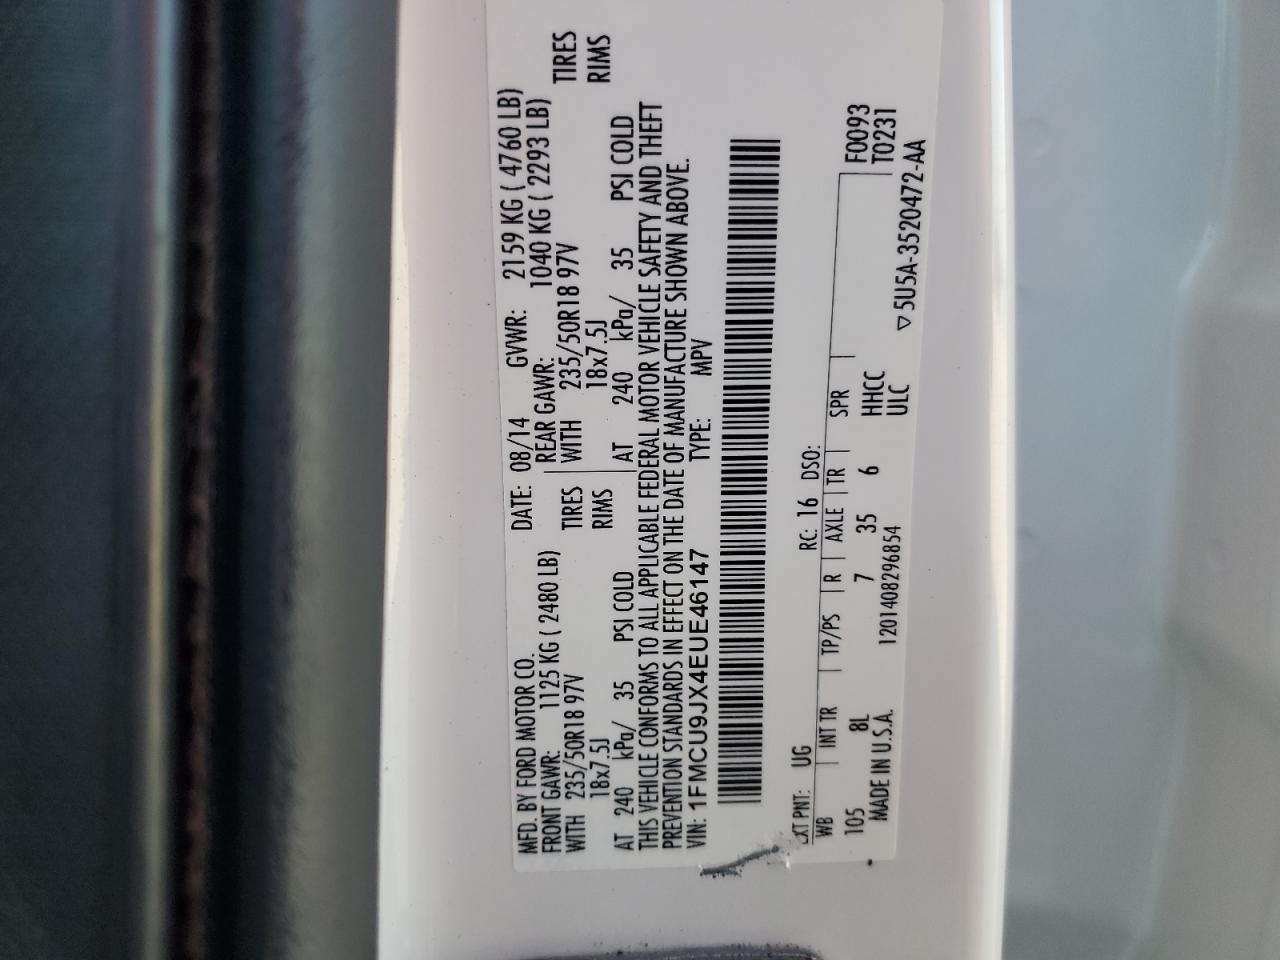 MFD. BY FORD MOTOR CO. DATE: 08/14 GVWR: 2159 KG ( 4760 LB)
FRONT GAWR: 1125 KG ( 2480 LB) REAR GAWR: 1040 KG ( 2293 LB)
WITH 235/50R18 97V TIRES WITH 235/50R18 97V TIRES
18x7.5J RIMS 18x7.5J RIMS
AT 240 kPa/ 35 PSI COLD AT 240 kPa/ 35 PSI COLD
THIS VEHICLE CONFORMS TO ALL APPLICABLE FEDERAL MOTOR VEHICLE SAFETY AND THEFT
PREVENTION STANDARDS IN EFFECT ON THE DATE OF MANUFACTURE SHOWN ABOVE.
VIN: 1FMCU9JX4EUE46147 TYPE: MPV
PNT: UG RC: 16 DSO:
WB INT TR TP/PS R AXLE TR SPR F0093
105 8L 7 35 6 HHCC T0231
MADE IN U.S.A. 1201408296854 ULC
▽ 5U5A-3520472-AA